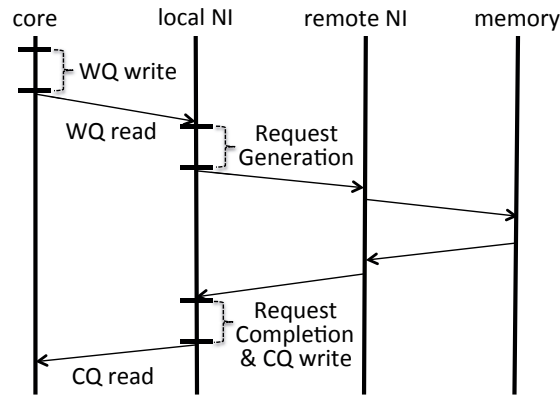 core
local NI
remote NI
memory
WQ write
WQ read
Request
Generation
Request
Completion
& CQ write
CQ read